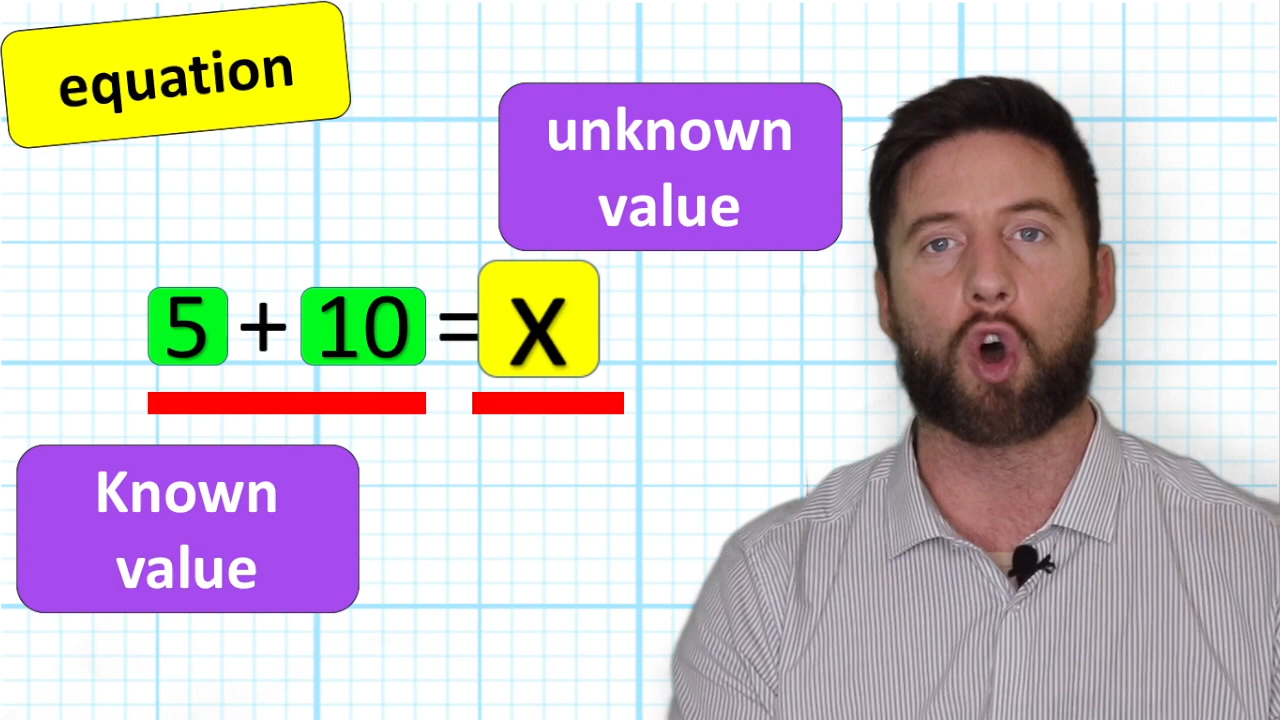 equation
unknown
value
5 + 10 = x
Known
value